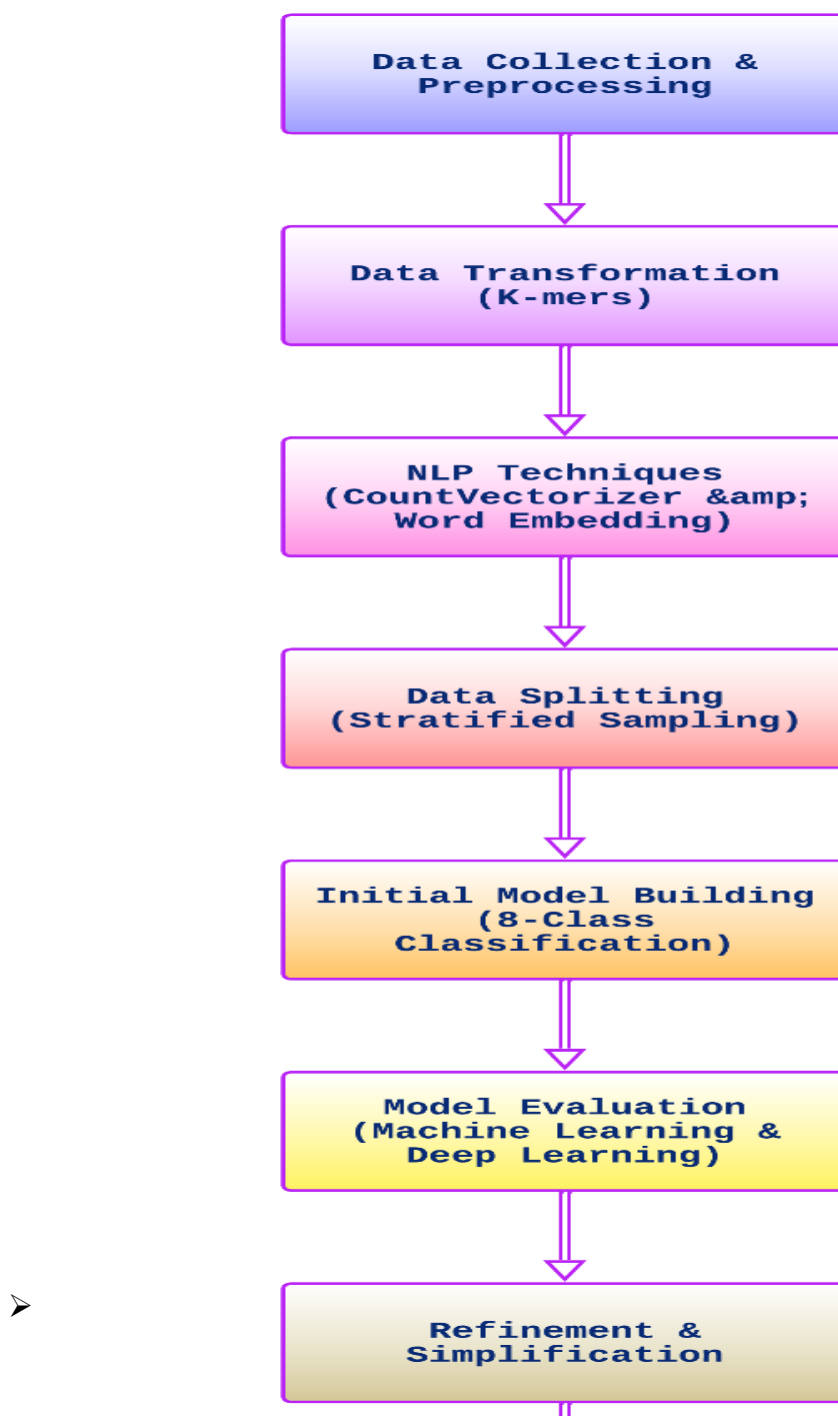 Data Collection &
Preprocessing
Data Transformation
(K-mers)
NLP Techniques
(CountVectorizer &amp;
Word Embedding)
Data Splitting
(Stratified Sampling)
Initial Model Building
(8-Class
Classification)
Model Evaluation
(Machine Learning &
Deep Learning)
Refinement &
Simplification